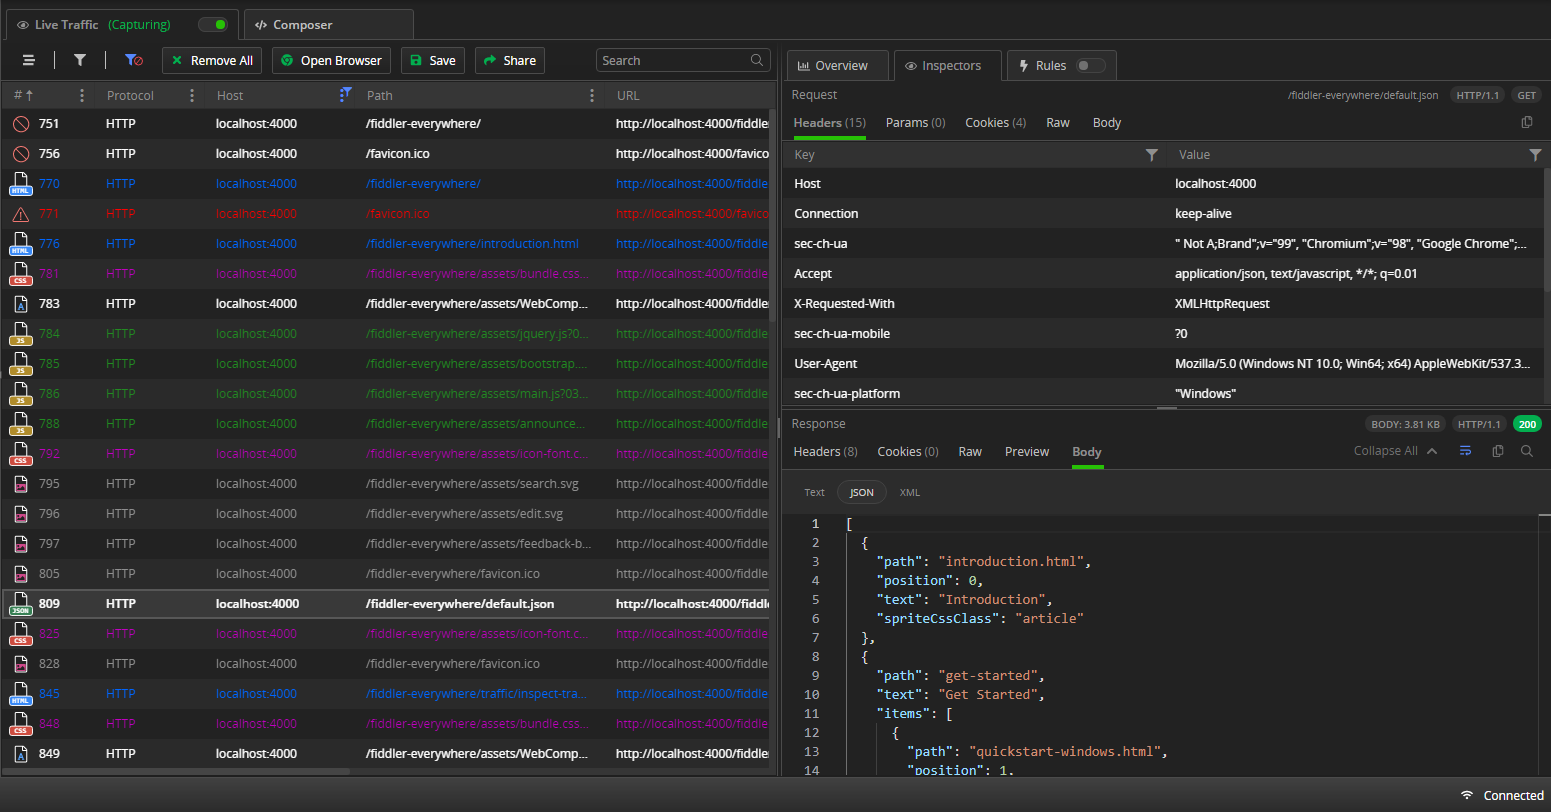 Live Traffic (Capturing)
Composer
Remove All Open Browser Save Share Search
# Protocol Host Path URL
751 HTTP localhost:4000 /fiddler-everywhere/ http://localhost:4000/fiddler
756 HTTP localhost:4000 /favicon.ico http://localhost:4000/favico
HTML 770 HTTP localhost:4000 /fiddler-everywhere/ http://localhost:4000/fiddle
771 HTTP localhost:4000 /favicon.ico http://localhost:4000/favico
HTML 776 HTTP localhost:4000 /fiddler-everywhere/introduction.html http://localhost:4000/fiddle
CSS 781 HTTP localhost:4000 /fiddler-everywhere/assets/bundle.css... http://localhost:4000/fiddle
A 783 HTTP localhost:4000 /fiddler-everywhere/assets/WebComp... http://localhost:4000/fiddler
JS 784 HTTP localhost:4000 /fiddler-everywhere/assets/jquery.js?0... http://localhost:4000/fiddle
JS 785 HTTP localhost:4000 /fiddler-everywhere/assets/bootstrap.... http://localhost:4000/fiddle
JS 786 HTTP localhost:4000 /fiddler-everywhere/assets/main.js?03... http://localhost:4000/fiddle
JS 788 HTTP localhost:4000 /fiddler-everywhere/assets/announce... http://localhost:4000/fiddle
CSS 792 HTTP localhost:4000 /fiddler-everywhere/assets/icon-font.c... http://localhost:4000/fiddle
795 HTTP localhost:4000 /fiddler-everywhere/assets/search.svg http://localhost:4000/fiddle
796 HTTP localhost:4000 /fiddler-everywhere/assets/edit.svg http://localhost:4000/fiddle
797 HTTP localhost:4000 /fiddler-everywhere/assets/feedback-b... http://localhost:4000/fiddle
805 HTTP localhost:4000 /fiddler-everywhere/favicon.ico http://localhost:4000/fiddle
JSON 809 HTTP localhost:4000 /fiddler-everywhere/default.json http://localhost:4000/fiddl
CSS 825 HTTP localhost:4000 /fiddler-everywhere/assets/icon-font.c... http://localhost:4000/fiddle
828 HTTP localhost:4000 /fiddler-everywhere/favicon.ico http://localhost:4000/fiddle
HTML 845 HTTP localhost:4000 /fiddler-everywhere/traffic/inspect-tra... http://localhost:4000/fiddle
CSS 848 HTTP localhost:4000 /fiddler-everywhere/assets/bundle.css... http://localhost:4000/fiddle
A 849 HTTP localhost:4000 /fiddler-everywhere/assets/WebComp... http://localhost:4000/fiddler
Overview Inspectors Rules
Request /fiddler-everywhere/default.json HTTP/1.1 GET
Headers (15) Params (0) Cookies (4) Raw Body
Key Value
Host localhost:4000
Connection keep-alive
sec-ch-ua " Not A;Brand";v="99", "Chromium";v="98", "Google Chrome";...
Accept application/json, text/javascript, */*; q=0.01
X-Requested-With XMLHttpRequest
sec-ch-ua-mobile ?0
User-Agent Mozilla/5.0 (Windows NT 10.0; Win64; x64) AppleWebKit/537.3...
sec-ch-ua-platform "Windows"
Response BODY: 3.81 KB HTTP/1.1 200
Headers (8) Cookies (0) Raw Preview Body Collapse All
Text JSON XML
1 [
2 {
3 "path": "introduction.html",
4 "position": 0,
5 "text": "Introduction",
6 "spriteCssClass": "article"
7 },
8 {
9 "path": "get-started",
10 "text": "Get Started",
11 "items": [
12 {
13 "path": "quickstart-windows.html",
14 "position": 1,
Connected